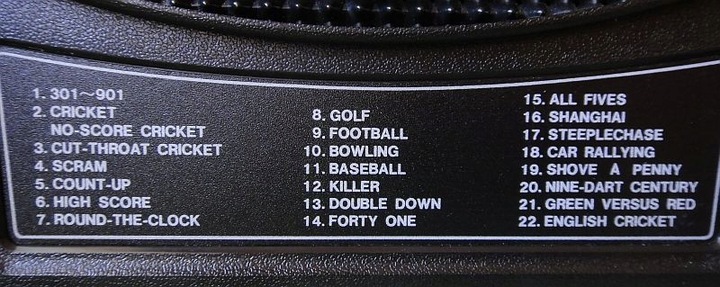 1. 301~901
2. CRICKET
NO-SCORE CRICKET
3. CUT-THROAT CRICKET
4. SCRAM
5. COUNT-UP
6. HIGH SCORE
7. ROUND-THE-CLOCK
8. GOLF
9. FOOTBALL
10. BOWLING
11. BASEBALL
12. KILLER
13. DOUBLE DOWN
14. FORTY ONE
15. ALL FIVES
16. SHANGHAI
17. STEEPLECHASE
18. CAR RALLYING
19. SHOVE A PENNY
20. NINE-DART CENTURY
21. GREEN VERSUS RED
22. ENGLISH CRICKET